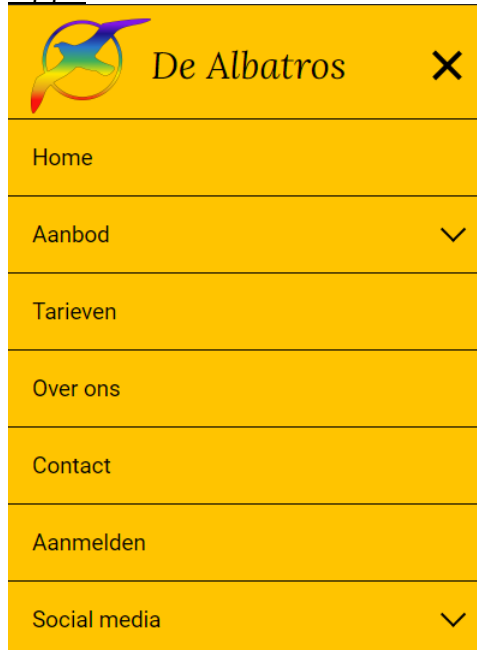 De Albatros
Home
Aanbod
Tarieven
Over ons
Contact
Aanmelden
Social media